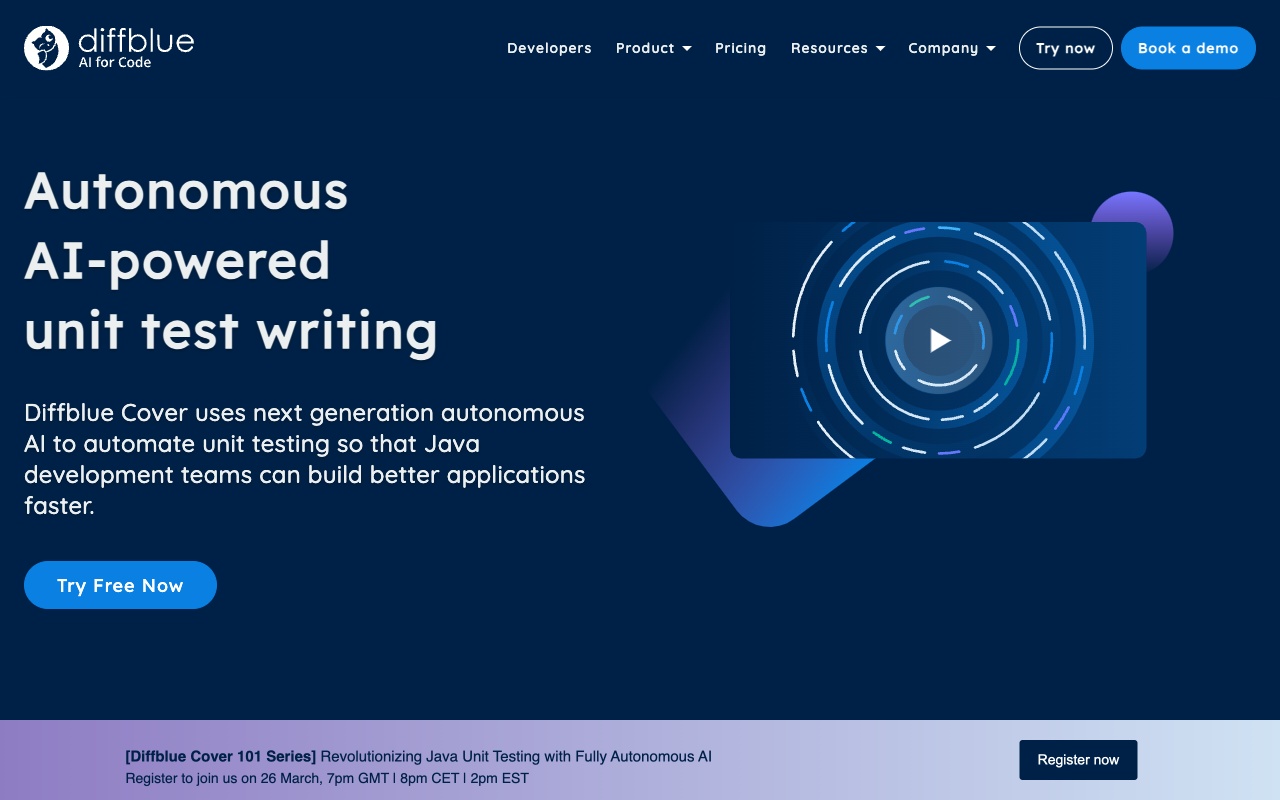 diffblue
AI for Code
Developers
Product
Pricing
Resources
Company
Try now
Book a demo
Autonomous
AI-powered
unit test writing
Diffblue Cover uses next generation autonomous
AI to automate unit testing so that Java
development teams can build better applications
faster.
Try Free Now
[Diffblue Cover 101 Series] Revolutionizing Java Unit Testing with Fully Autonomous AI
Register to join us on 26 March, 7pm GMT | 8pm CET | 2pm EST
Register now